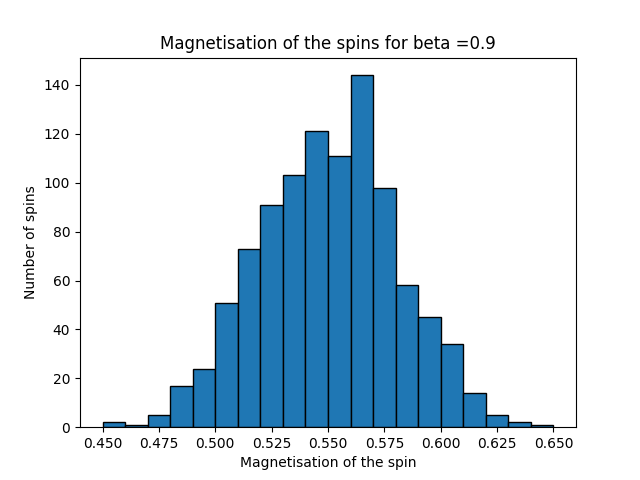 Magnetisation of the spins for beta =0.9
140
120
100
80
60
40
20
0
Number of spins
0.450 0.475 0.500 0.525 0.550 0.575 0.600 0.625 0.650
Magnetisation of the spin